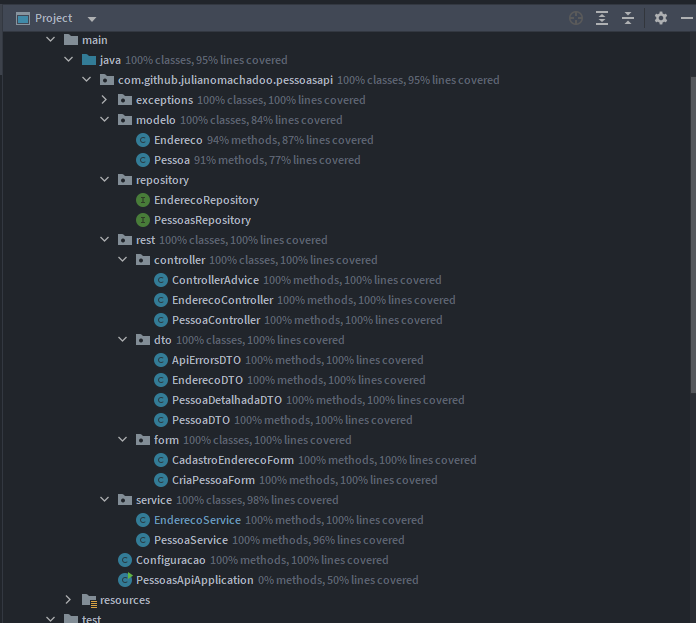 Project
main
java 100% classes, 95% lines covered
com.github.julianomachadoo.pessoasapi 100% classes, 95% lines covered
exceptions 100% classes, 100% lines covered
modelo 100% classes, 84% lines covered
Endereco 94% methods, 87% lines covered
Pessoa 91% methods, 77% lines covered
repository
EnderecoRepository
PessoasRepository
rest 100% classes, 100% lines covered
controller 100% classes, 100% lines covered
ControllerAdvice 100% methods, 100% lines covered
EnderecoController 100% methods, 100% lines covered
PessoaController 100% methods, 100% lines covered
dto 100% classes, 100% lines covered
ApiErrorsDTO 100% methods, 100% lines covered
EnderecoDTO 100% methods, 100% lines covered
PessoaDetalhadaDTO 100% methods, 100% lines covered
PessoaDTO 100% methods, 100% lines covered
form 100% classes, 100% lines covered
CadastroEnderecoForm 100% methods, 100% lines covered
CriaPessoaForm 100% methods, 100% lines covered
service 100% classes, 98% lines covered
EnderecoService 100% methods, 100% lines covered
PessoaService 100% methods, 96% lines covered
Configuracao 100% methods, 100% lines covered
PessoasApiApplication 0% methods, 50% lines covered
resources
test